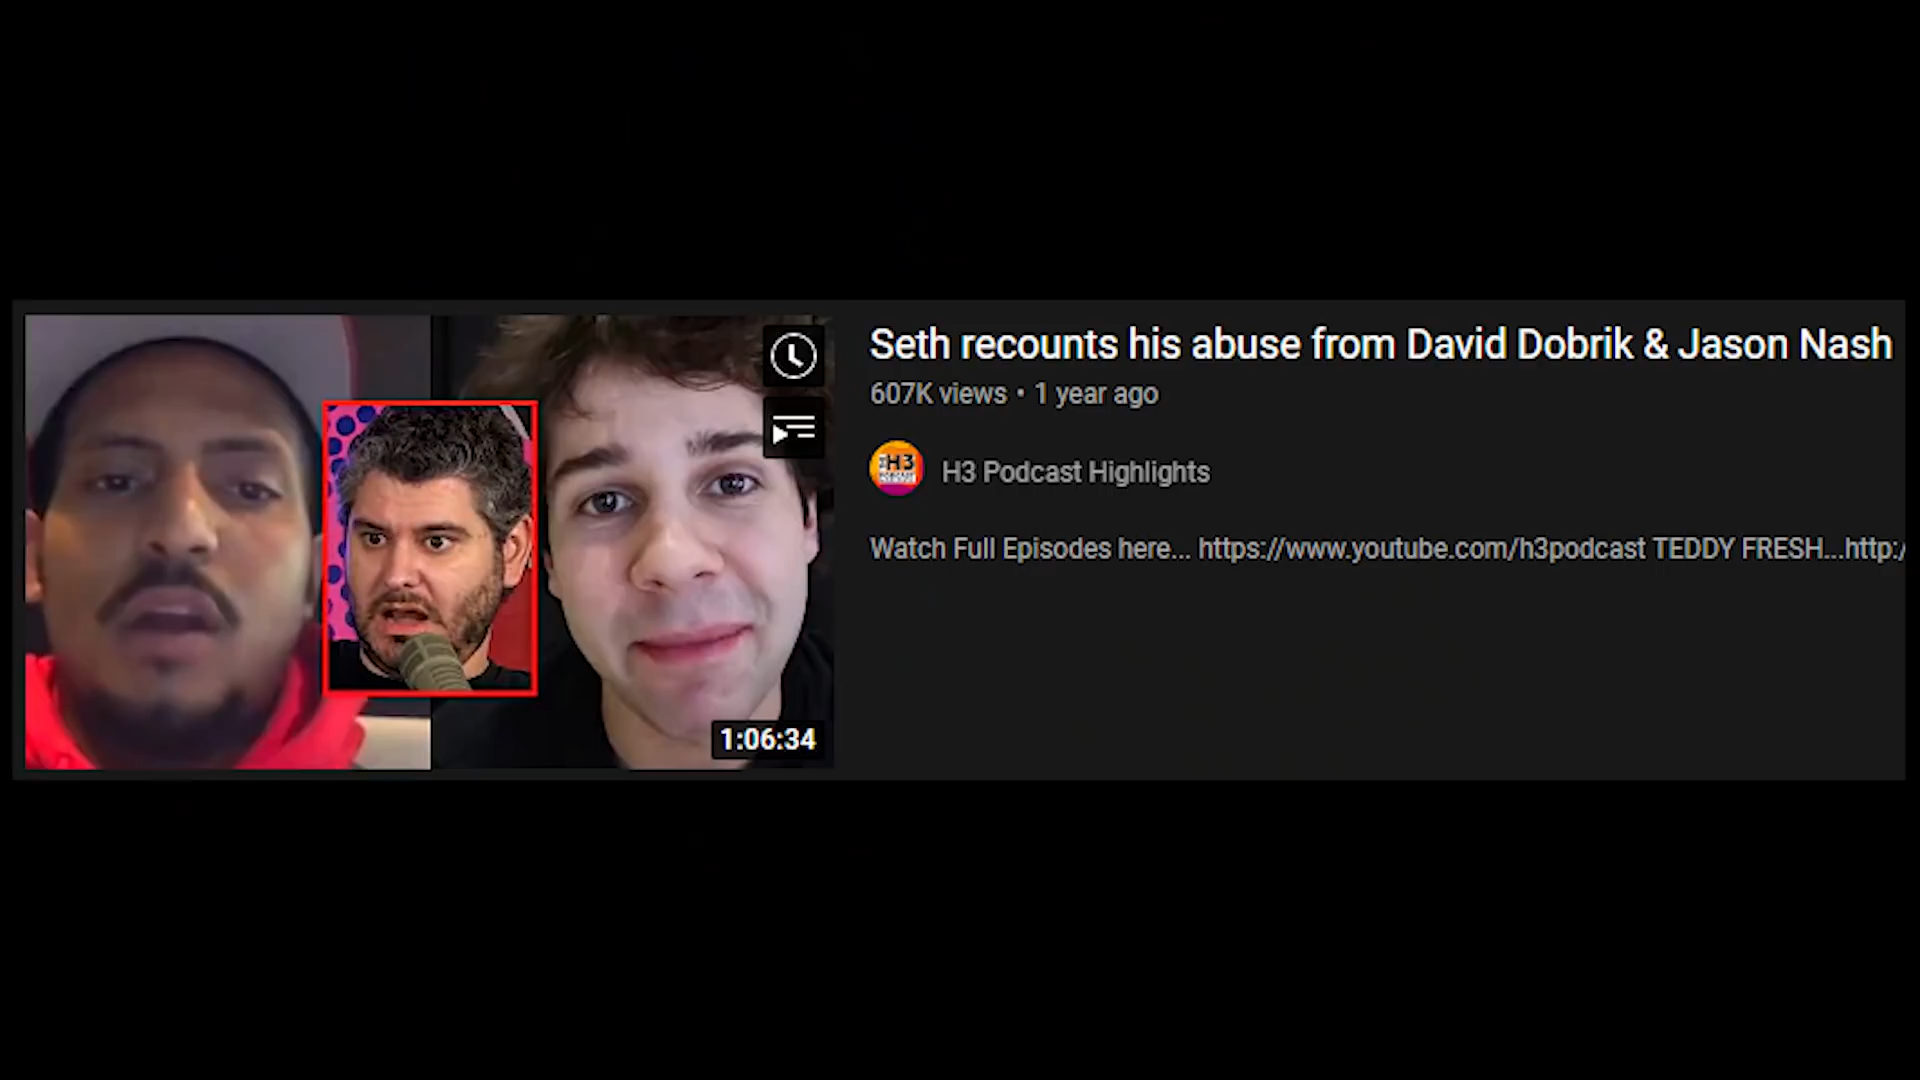 Seth recounts his abuse from David Dobrik & Jason Nash
607K views • 1 year ago
H3
H3 Podcast Highlights
Watch Full Episodes here... https://www.youtube.com/h3podcast TEDDY FRESH...http:/
1:06:34